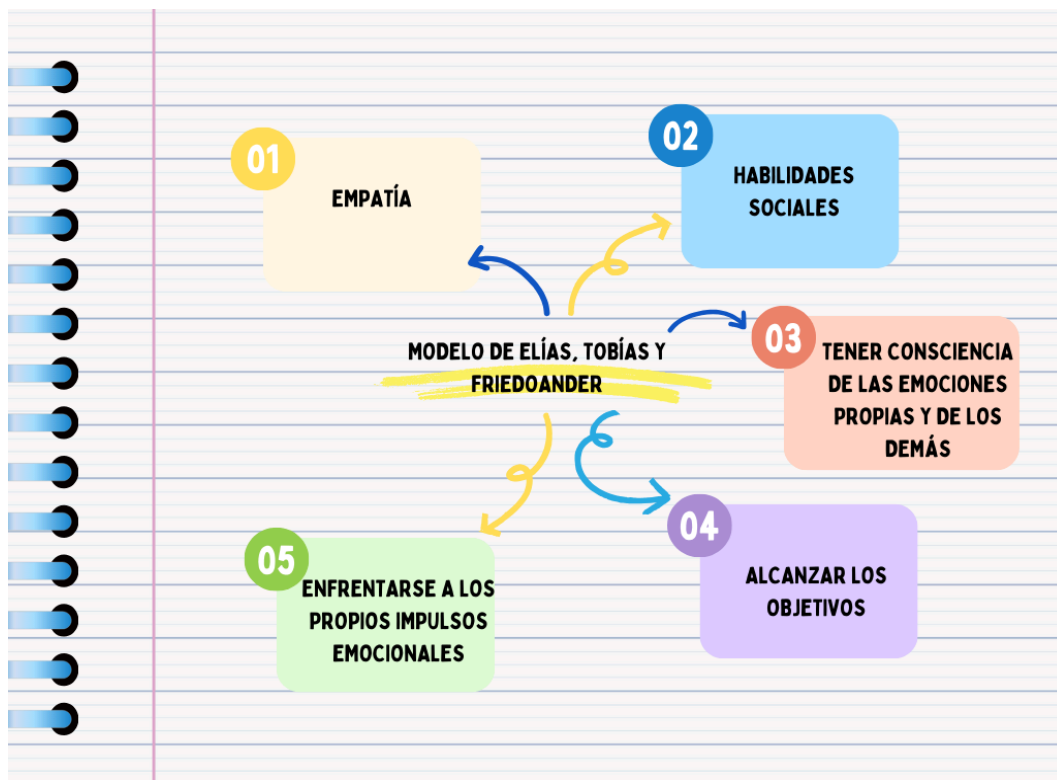 01
EMPATÍA
02
HABILIDADES
SOCIALES
MODELO DE ELÍAS, TOBÍAS Y
FRIEDOANDER
03
TENER CONSCIENCIA
DE LAS EMOCIONES
PROPIAS Y DE LOS
DEMÁS
04
ALCANZAR LOS
OBJETIVOS
05
ENFRENTARSE A LOS
PROPIOS IMPULSOS
EMOCIONALES